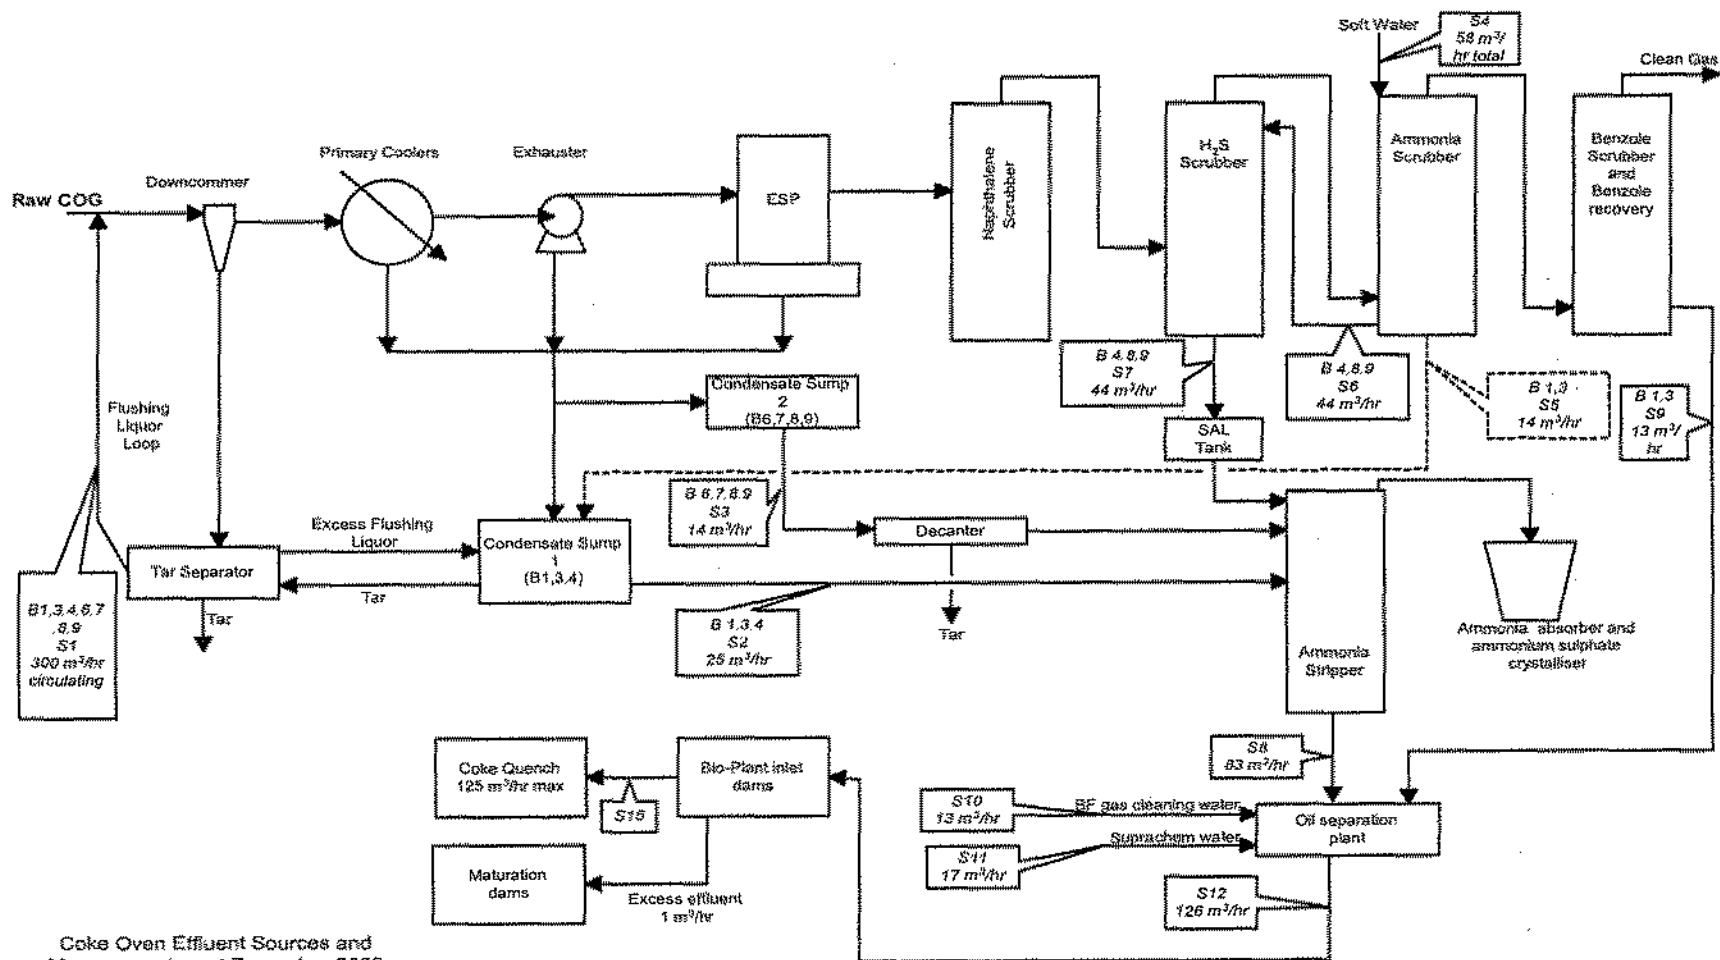 Soft Water
S4
58 m³/
hr total
Clean Gas
Raw COG
Downcommer
Primary Coolers
Exhauster
ESP
Naphthalene
Scrubber
H₂S
Scrubber
Ammonia
Scrubber
Benzole
Scrubber
and
Benzole
recovery
Flushing
Liquor
Loop
Condensate Sump
2
(B6,7,8,9)
B 4,8,9
S7
44 m³/hr
B 4,8,9
S6
44 m³/hr
B 1,3
S5
14 m³/hr
B 1,3
S9
13 m³/
hr
SAL
Tank
B 6,7,8,9
S3
14 m³/hr
Decanter
Excess Flushing
Liquor
Condensate Sump
1
(B1,3,4)
Tar Separator
Tar
Tar
Tar
B1,3,4,6,7
,8,9
S1
300 m³/hr
circulating
B 1,3,4
S2
25 m³/hr
Ammonia
Stripper
Ammonia absorber and
ammonium sulphate
crystalliser
S8
83 m³/hr
Coke Quench
125 m³/hr max
S15
Bio-Plant inlet
dams
S10
13 m³/hr
BF gas cleaning water
Suprachem water
S11
17 m³/hr
Oil separation
plant
Maturation
dams
Excess effluent
1 m³/hr
S12
126 m³/hr
Coke Oven Effluent Sources and